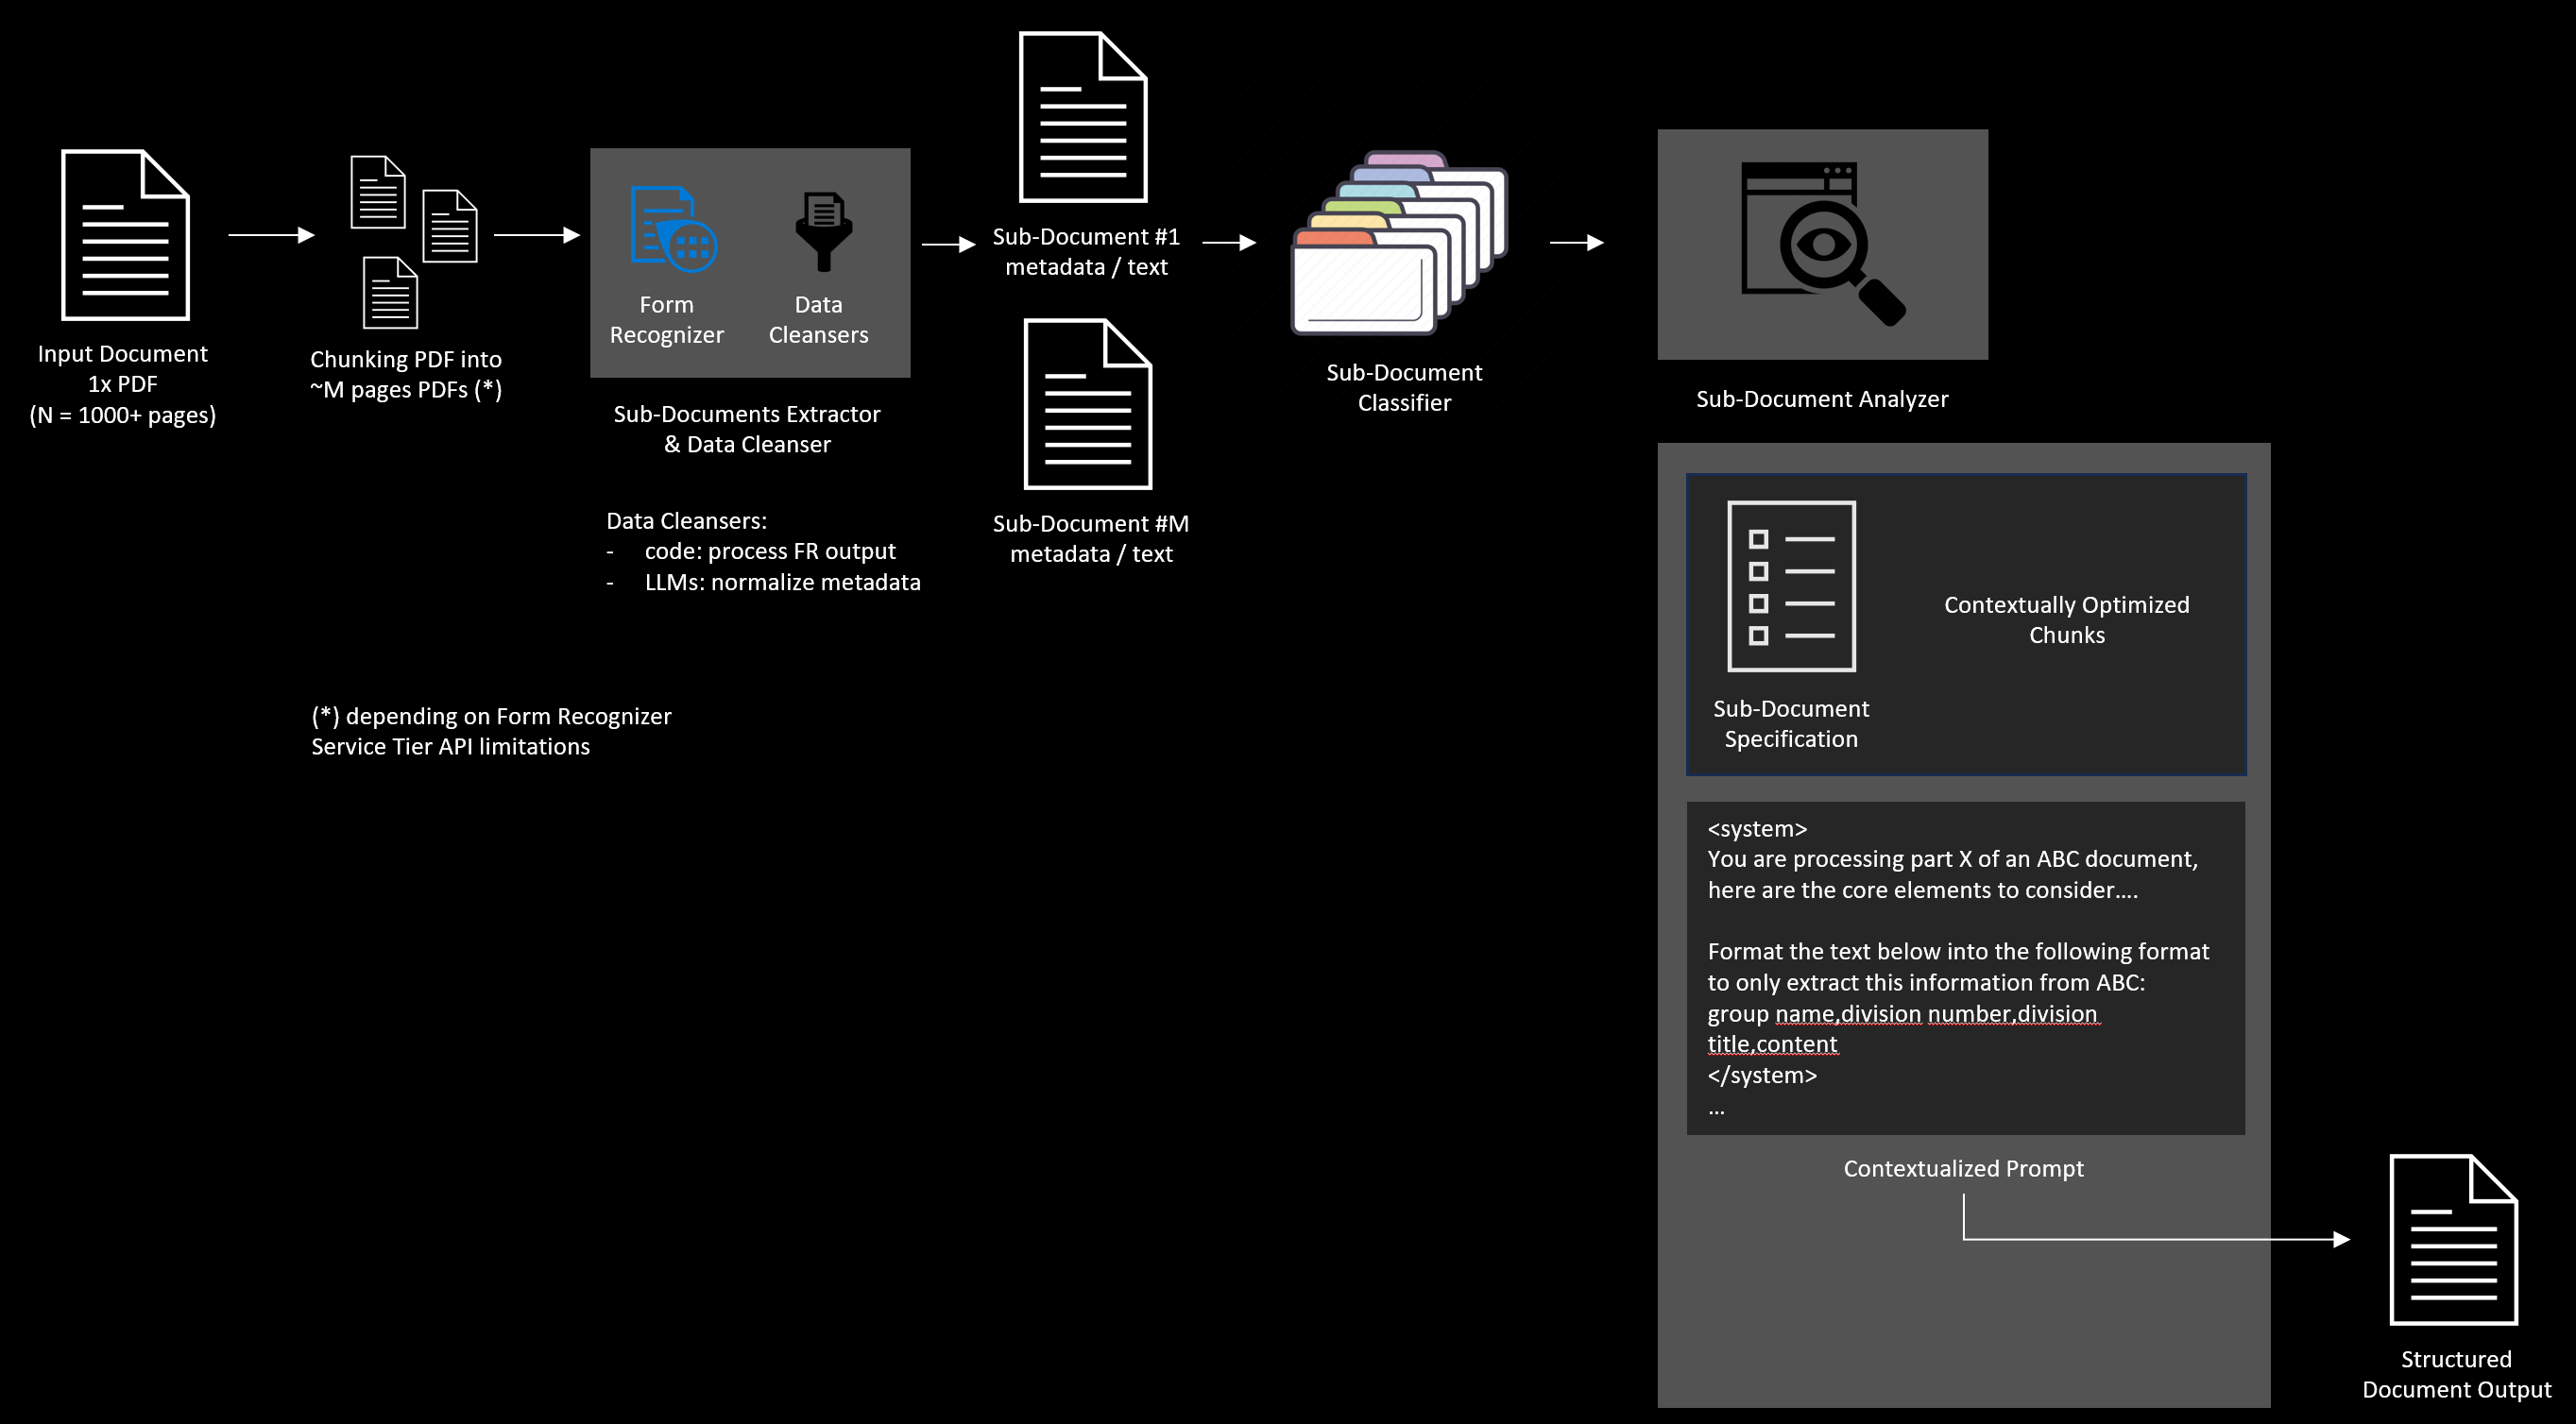 Input Document
1x PDF
(N = 1000+ pages)
Chunking PDF into
~M pages PDFs (*)
Form
Recognizer
Data
Cleansers
Sub-Documents Extractor
& Data Cleanser
Data Cleansers:
- code: process FR output
- LLMs: normalize metadata
(*) depending on Form Recognizer
Service Tier API limitations
Sub-Document #1
metadata / text
Sub-Document #M
metadata / text
Sub-Document
Classifier
Sub-Document Analyzer
Sub-Document
Specification
Contextually Optimized
Chunks
<system>
You are processing part X of an ABC document,
here are the core elements to consider....

Format the text below into the following format
to only extract this information from ABC:
group name,division number,division
title,content
</system>
...
Contextualized Prompt
Structured
Document Output